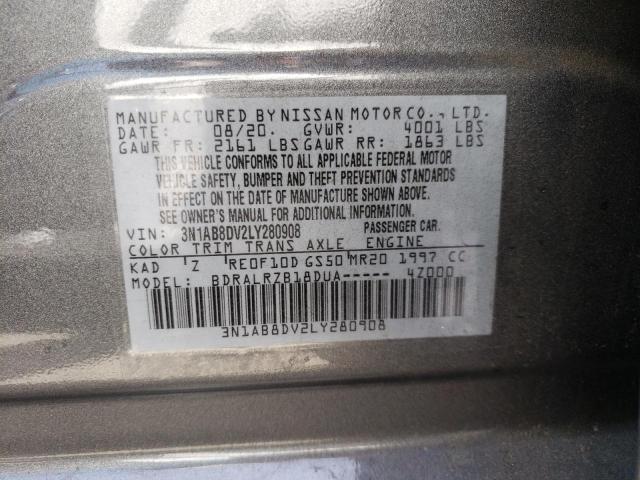 MANUFACTURED BY NISSAN MOTOR CO., LTD.
DATE: 08/20. GVWR: 4001 LBS
GAWR FR: 2161 LBS GAWR RR: 1863 LBS
THIS VEHICLE CONFORMS TO ALL APPLICABLE FEDERAL MOTOR
VEHICLE SAFETY, BUMPER AND THEFT PREVENTION STANDARDS
IN EFFECT ON THE DATE OF MANUFACTURE SHOWN ABOVE.
SEE OWNER'S MANUAL FOR ADDITIONAL INFORMATION.
VIN: 3N1AB8DV2LY280908 PASSENGER CAR.
COLOR TRIM TRANS AXLE ENGINE
KAD Z RE0F10D GS50 MR20 1997 CC
MODEL: BDRALRZB18DUA----- 4Z000
3N1AB8DV2LY280908